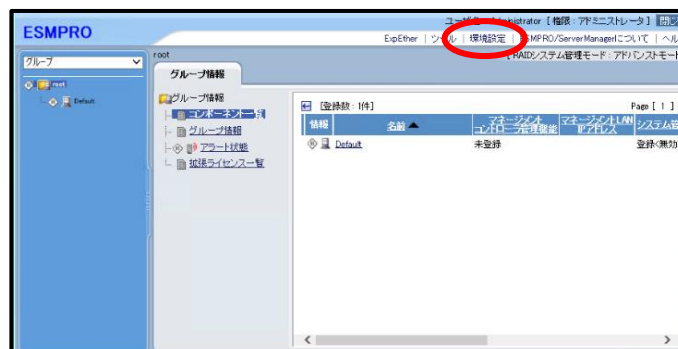 ユーザ名 : Administrator [ 権限 : アドミニストレータ ]
ESMPRO
ExpEther | ツール | 環境設定 | ESMPRO/ServerManagerについて | ヘル
グループ
root
[ RAIDシステム管理モード : アドバンストモード
グループ情報
root
Default
グループ情報
コンポーネント一覧
グループ情報
アラート状態
拡張ライセンス一覧
[登録数 : 1件]
Page [ 1 ]
情報 名前▲ マネージメントコントローラ管理機能 マネージメントLAN IPアドレス システム管
Default 未登録 登録<無効